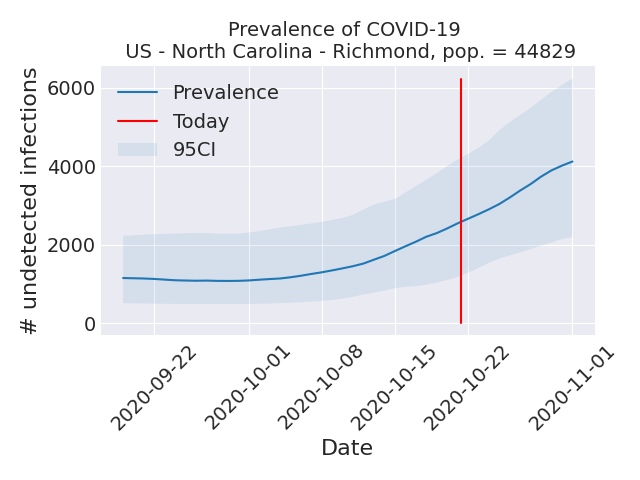 Prevalence of COVID-19
US - North Carolina - Richmond, pop. = 44829
# undetected infections
6000
4000
2000
0
Prevalence
Today
95CI
2020-09-22
2020-10-01
2020-10-08
2020-10-15
2020-10-22
2020-11-01
Date